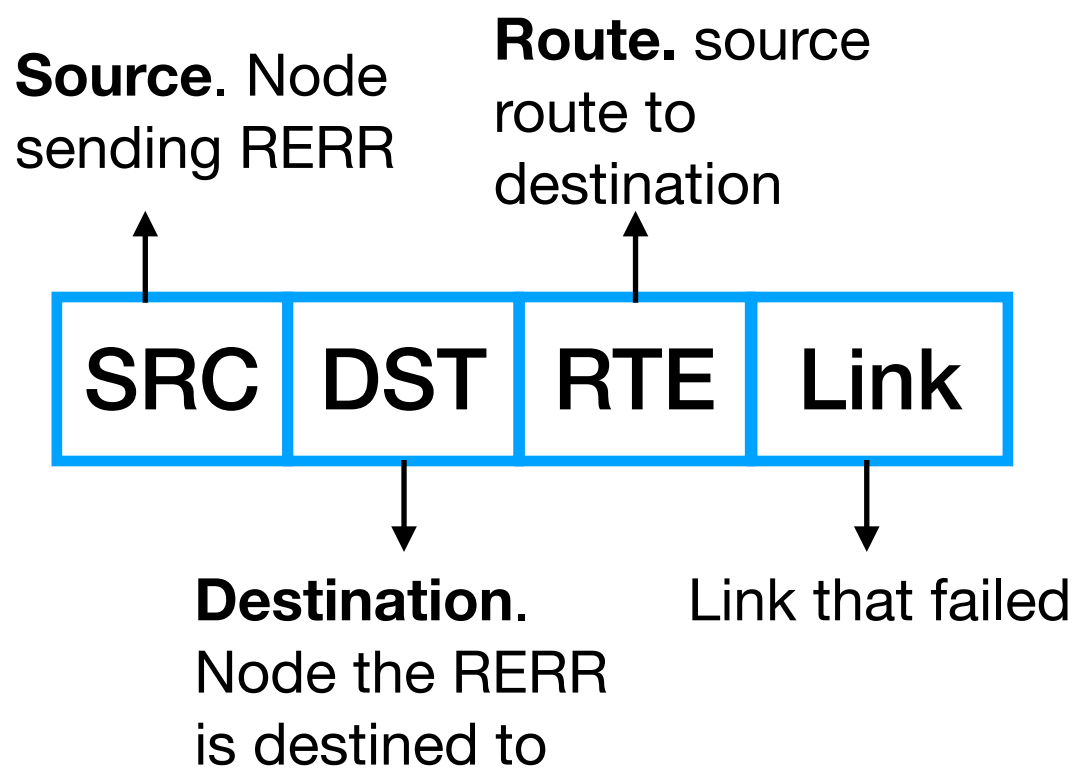 Source. Node
sending RERR
Route. source
route to
destination
SRC DST RTE Link
Destination.
Node the RERR
is destined to
Link that failed